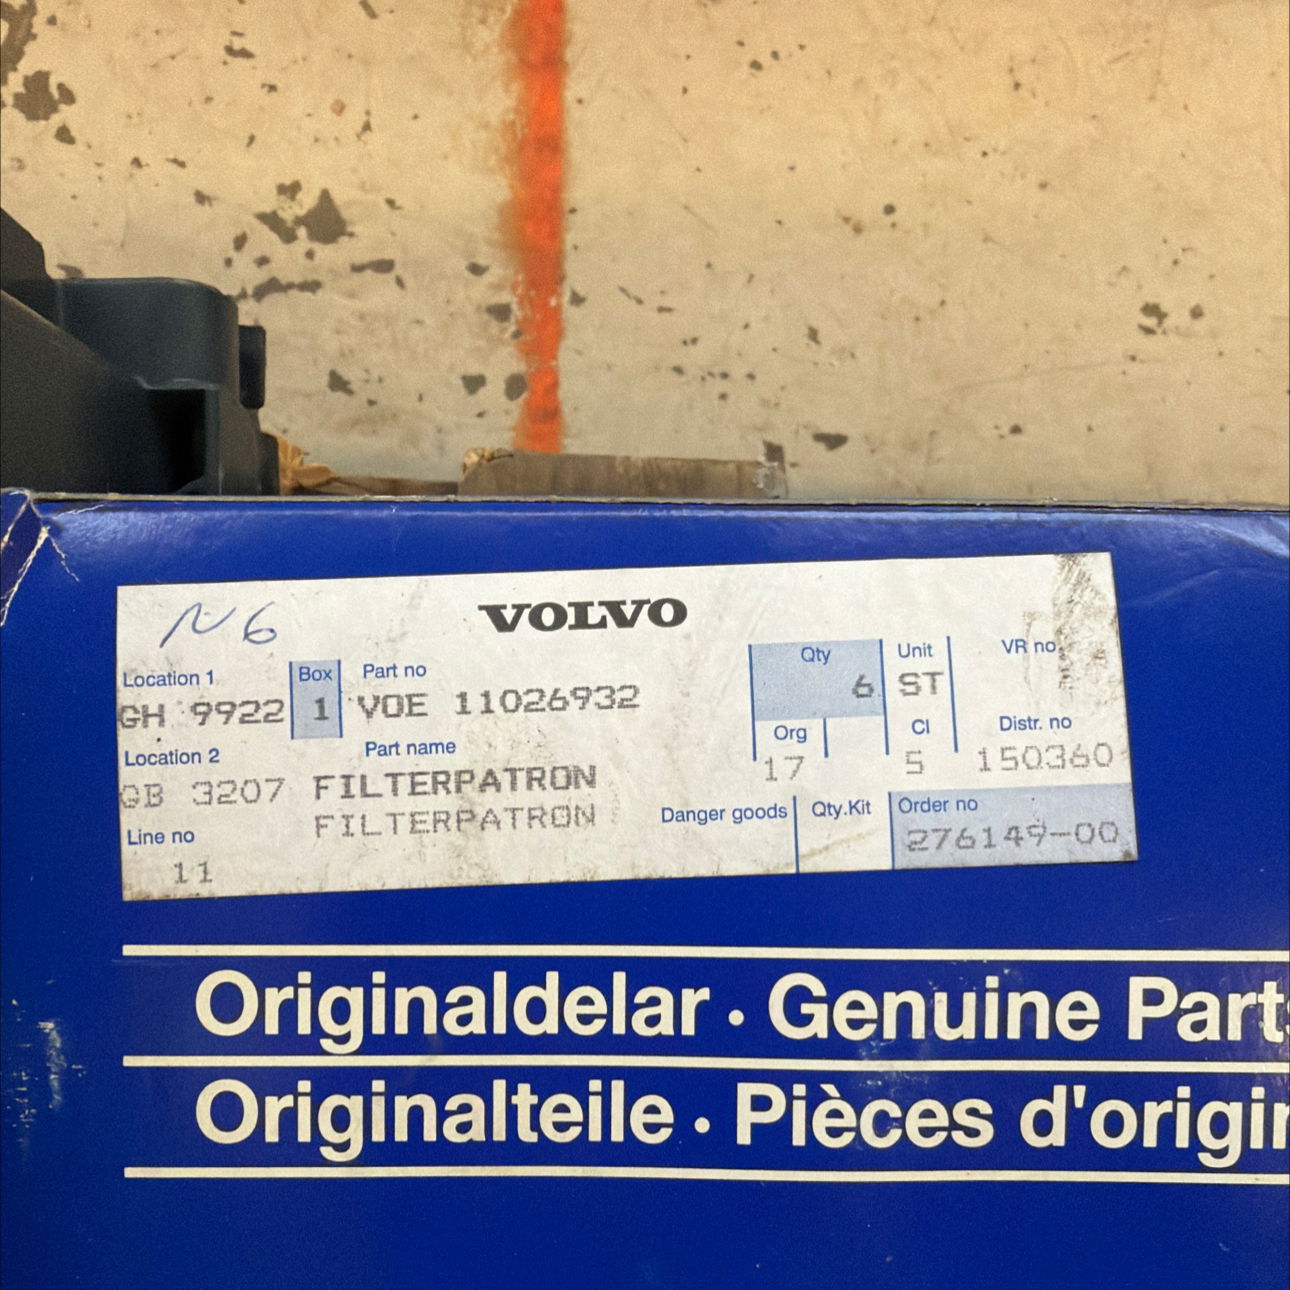 N6
VOLVO
Location 1 Box Part no Qty Unit VR no
GH 9922 1 VOE 11026932 6 ST
Location 2 Part name Org Cl Distr. no
GB 3207 FILTERPATRON 17 5 150360
Line no FILTERPATRON Danger goods Qty.Kit Order no
11 276149-00
Originaldelar · Genuine Parts
Originalteile · Pièces d'origin